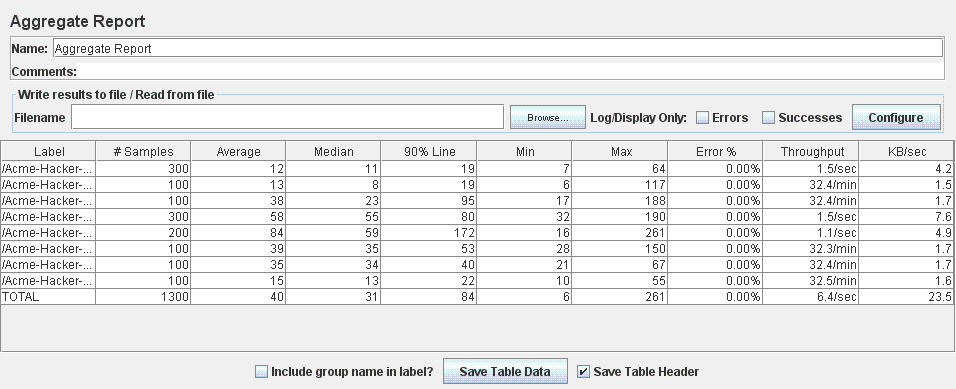 Aggregate Report
Name: Aggregate Report
Comments:
Write results to file / Read from file
Filename Browse... Log/Display Only: Errors Successes Configure
Label # Samples Average Median 90% Line Min Max Error % Throughput KB/sec
/Acme-Hacker-... 300 12 11 19 7 64 0.00% 1.5/sec 4.2
/Acme-Hacker-... 100 13 8 19 6 117 0.00% 32.4/min 1.5
/Acme-Hacker-... 100 38 23 95 17 188 0.00% 32.4/min 1.7
/Acme-Hacker-... 300 58 55 80 32 190 0.00% 1.5/sec 7.6
/Acme-Hacker-... 200 84 59 172 16 261 0.00% 1.1/sec 4.9
/Acme-Hacker-... 100 39 35 53 28 150 0.00% 32.3/min 1.7
/Acme-Hacker-... 100 35 34 40 21 67 0.00% 32.4/min 1.7
/Acme-Hacker-... 100 15 13 22 10 55 0.00% 32.5/min 1.6
TOTAL 1300 40 31 84 6 261 0.00% 6.4/sec 23.5
Include group name in label? Save Table Data Save Table Header